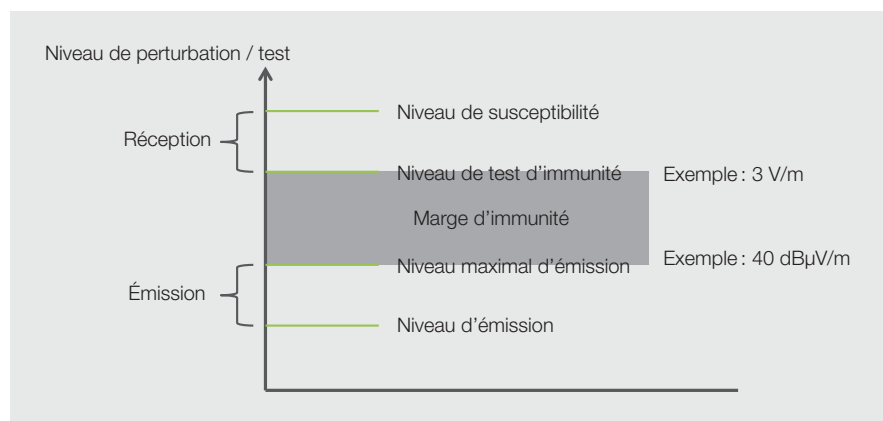 Niveau de perturbation / test
Niveau de susceptibilité
Réception
Niveau de test d’immunité
Exemple : 3 V/m
Marge d’immunité
Niveau maximal d’émission
Exemple : 40 dBµV/m
Émission
Niveau d’émission